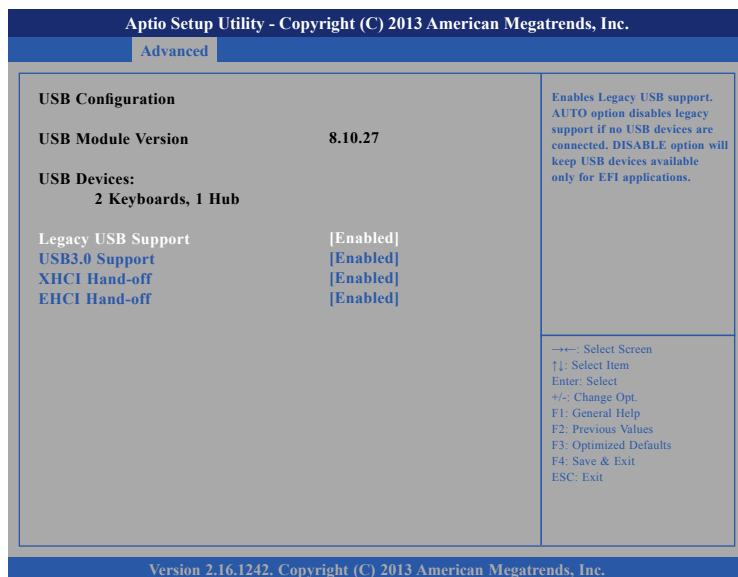 Aptio Setup Utility - Copyright (C) 2013 American Megatrends, Inc.
Advanced
USB Configuration
USB Module Version 8.10.27
USB Devices:
2 Keyboards, 1 Hub
Legacy USB Support [Enabled]
USB3.0 Support [Enabled]
XHCI Hand-off [Enabled]
EHCI Hand-off [Enabled]
Enables Legacy USB support.
AUTO option disables legacy
support if no USB devices are
connected. DISABLE option will
keep USB devices available
only for EFI applications.
→←: Select Screen
↑↓: Select Item
Enter: Select
+/-: Change Opt.
F1: General Help
F2: Previous Values
F3: Optimized Defaults
F4: Save & Exit
ESC: Exit
Version 2.16.1242. Copyright (C) 2013 American Megatrends, Inc.